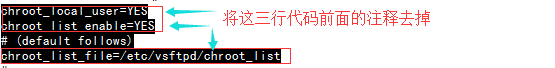 chroot_local_user=YES
将这三行代码前面的注释去掉
chroot_list_enable=YES
# (default follows)
chroot_list_file=/etc/vsftpd/chroot_list